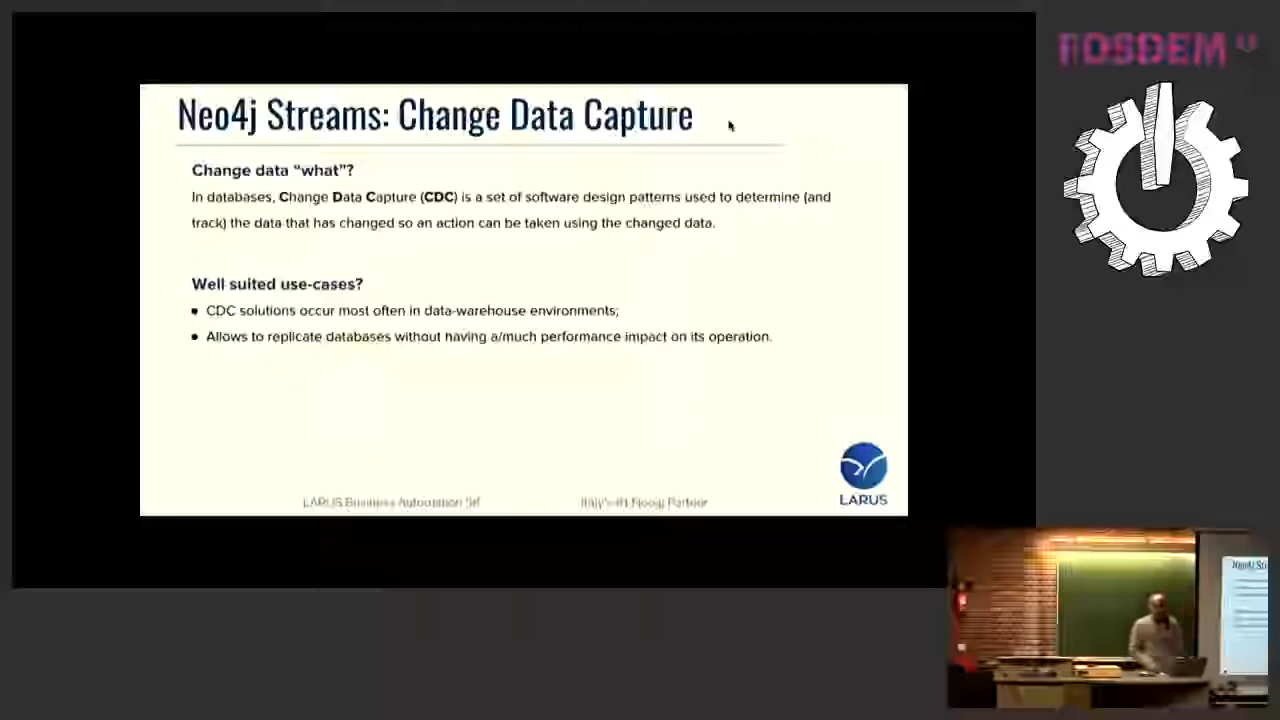 FOSDEM
Neo4j Streams: Change Data Capture
Change data “what”?
In databases, Change Data Capture (CDC) is a set of software design patterns used to determine (and
track) the data that has changed so an action can be taken using the changed data.
Well suited use-cases?
• CDC solutions occur most often in data-warehouse environments;
• Allows to replicate databases without having a/much performance impact on its operation.
LARUS
LARUS Business Automation Srl
Italy's #1 Neo4j Partner
Neo4j Str